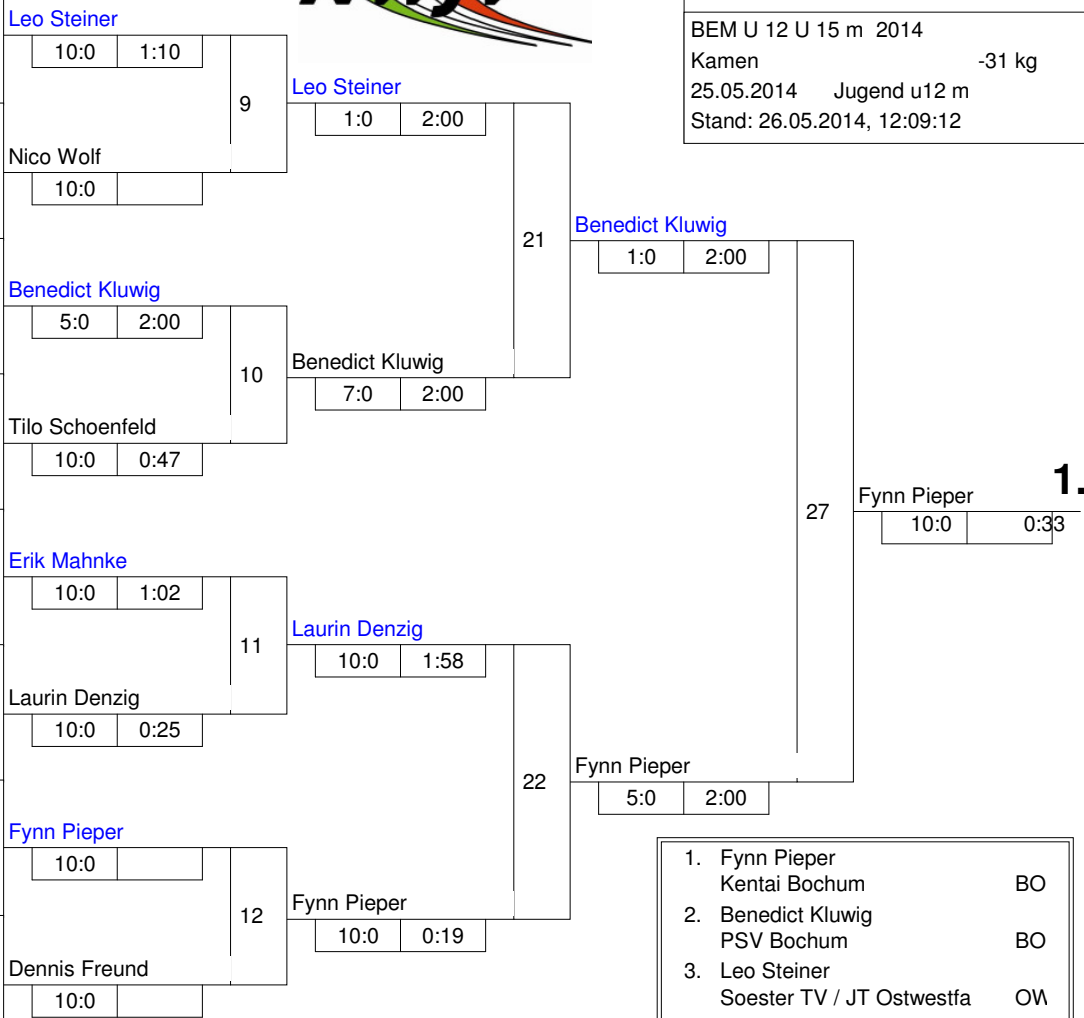 BEM U 12 U 15 m 2014
Kamen -31 kg
25.05.2014 Jugend u12 m
Stand: 26.05.2014, 12:09:12
Leo Steiner
10:0 1:10
9
Nico Wolf
10:0
Benedict Kluwig
5:0 2:00
10
Tilo Schoenfeld
10:0 0:47
Erik Mahnke
10:0 1:02
11
Laurin Denzig
10:0 0:25
Fynn Pieper
10:0
12
Dennis Freund
10:0
Leo Steiner
1:0 2:00
21
Benedict Kluwig
7:0 2:00
Laurin Denzig
10:0 1:58
22
Fynn Pieper
10:0 0:19
Benedict Kluwig
1:0 2:00
27
Fynn Pieper
5:0 2:00
Fynn Pieper 1.
10:0 0:33
1. Fynn Pieper
Kentai Bochum BO
2. Benedict Kluwig
PSV Bochum BO
3. Leo Steiner
Soester TV / JT Ostwestfa OW